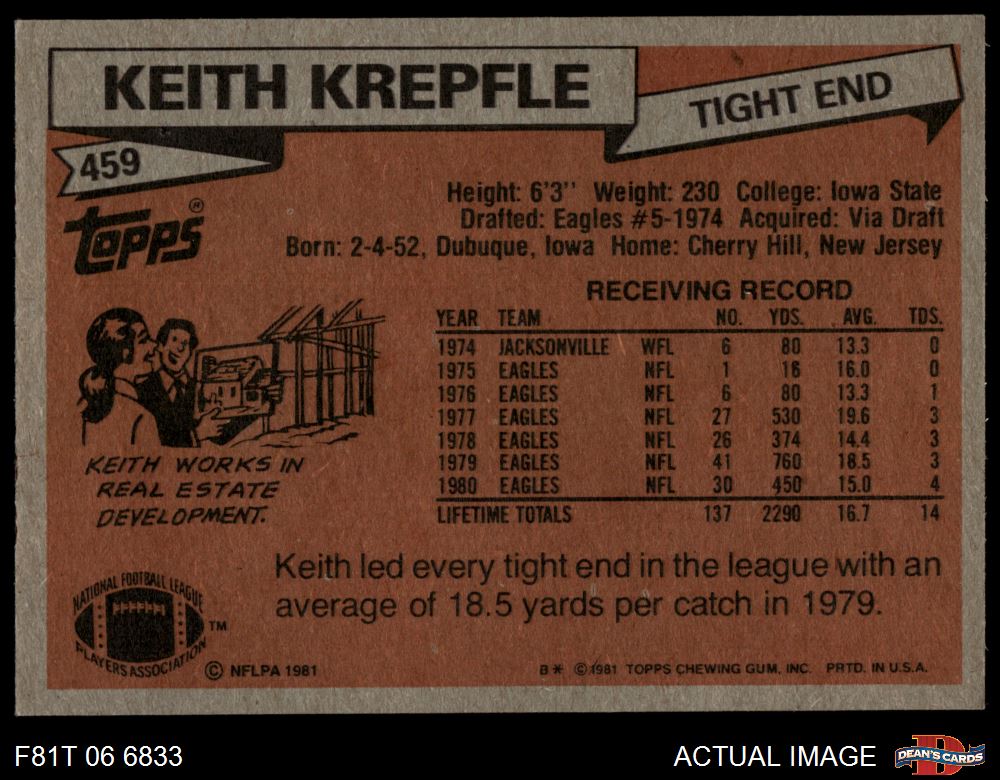 KEITH KREPFLE
TIGHT END
459
TOPPS®
Height: 6'3'' Weight: 230 College: Iowa State
Drafted: Eagles #5-1974 Acquired: Via Draft
Born: 2-4-52, Dubuque, Iowa Home: Cherry Hill, New Jersey
RECEIVING RECORD
YEAR TEAM NO. YDS. AVG. TDS.
1974 JACKSONVILLE WFL 6 80 13.3 0
1975 EAGLES NFL 1 16 16.0 0
1976 EAGLES NFL 6 80 13.3 1
1977 EAGLES NFL 27 530 19.6 3
1978 EAGLES NFL 26 374 14.4 3
1979 EAGLES NFL 41 760 18.5 3
1980 EAGLES NFL 30 450 15.0 4
LIFETIME TOTALS 137 2290 16.7 14
KEITH WORKS IN
REAL ESTATE
DEVELOPMENT.
Keith led every tight end in the league with an
average of 18.5 yards per catch in 1979.
NATIONAL FOOTBALL LEAGUE
PLAYERS ASSOCIATION
TM
© NFLPA 1981
B* © 1981 TOPPS CHEWING GUM, INC. PRTD. IN U.S.A.
F81T 06 6833
ACTUAL IMAGE
D
DEAN'S CARDS